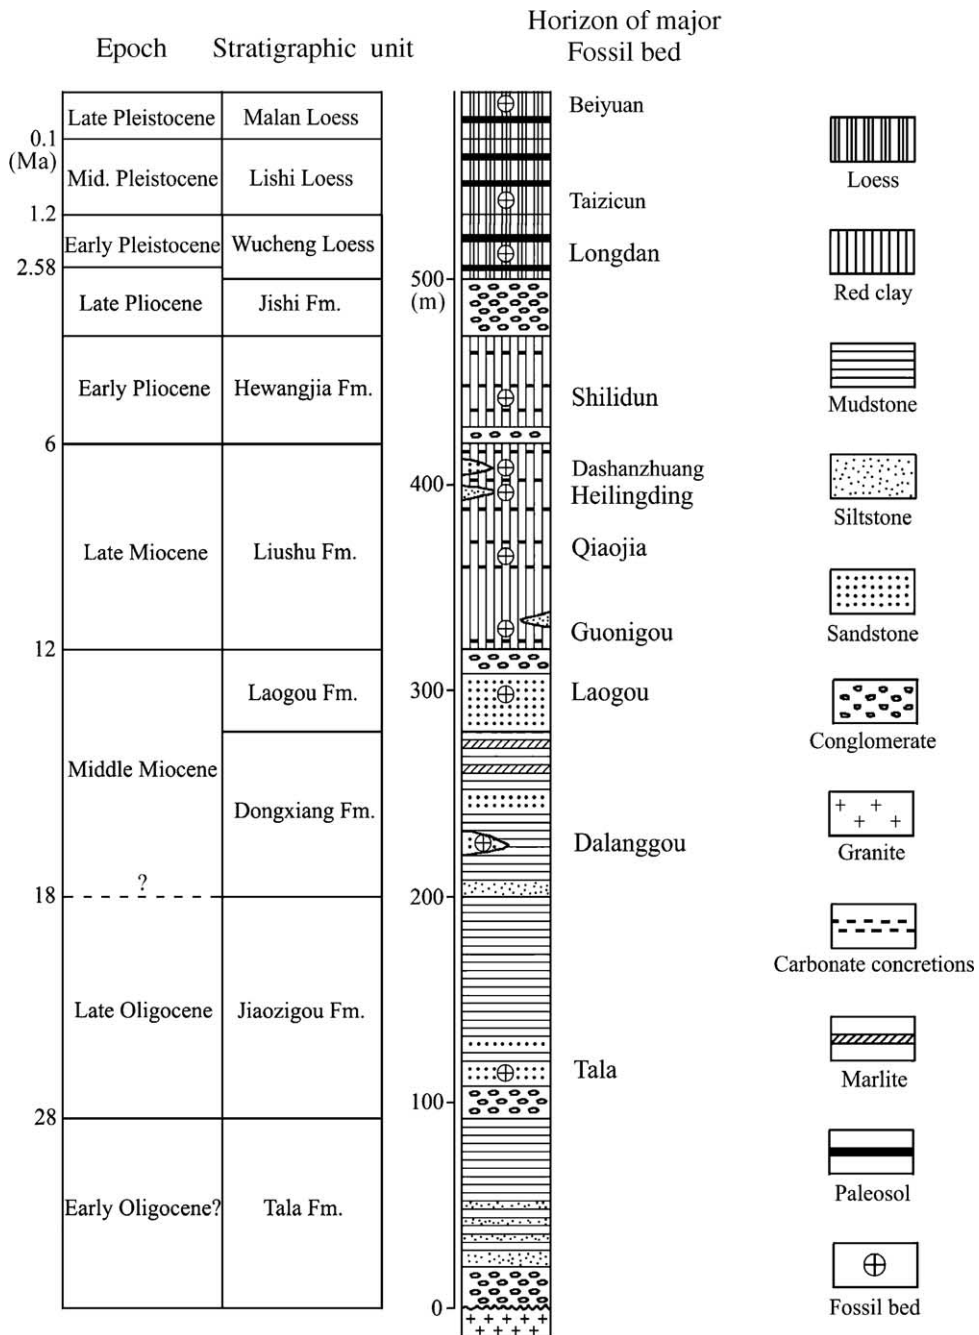 Epoch
Stratigraphic unit
Horizon of major
Fossil bed
Late Pleistocene
Malan Loess
0.1
(Ma)
Mid. Pleistocene
Lishi Loess
1.2
Early Pleistocene
Wucheng Loess
2.58
Late Pliocene
Jishi Fm.
Early Pliocene
Hewangjia Fm.
6
Late Miocene
Liushu Fm.
12
Laogou Fm.
Middle Miocene
Dongxiang Fm.
?
18
Late Oligocene
Jiaozigou Fm.
28
Early Oligocene?
Tala Fm.
500
(m)
400
300
200
100
0
Beiyuan
Taizicun
Longdan
Shilidun
Dashanzhuang
Heilingding
Qiaojia
Guonigou
Laogou
Dalanggou
Tala
Loess
Red clay
Mudstone
Siltstone
Sandstone
Conglomerate
Granite
Carbonate concretions
Marlite
Paleosol
Fossil bed